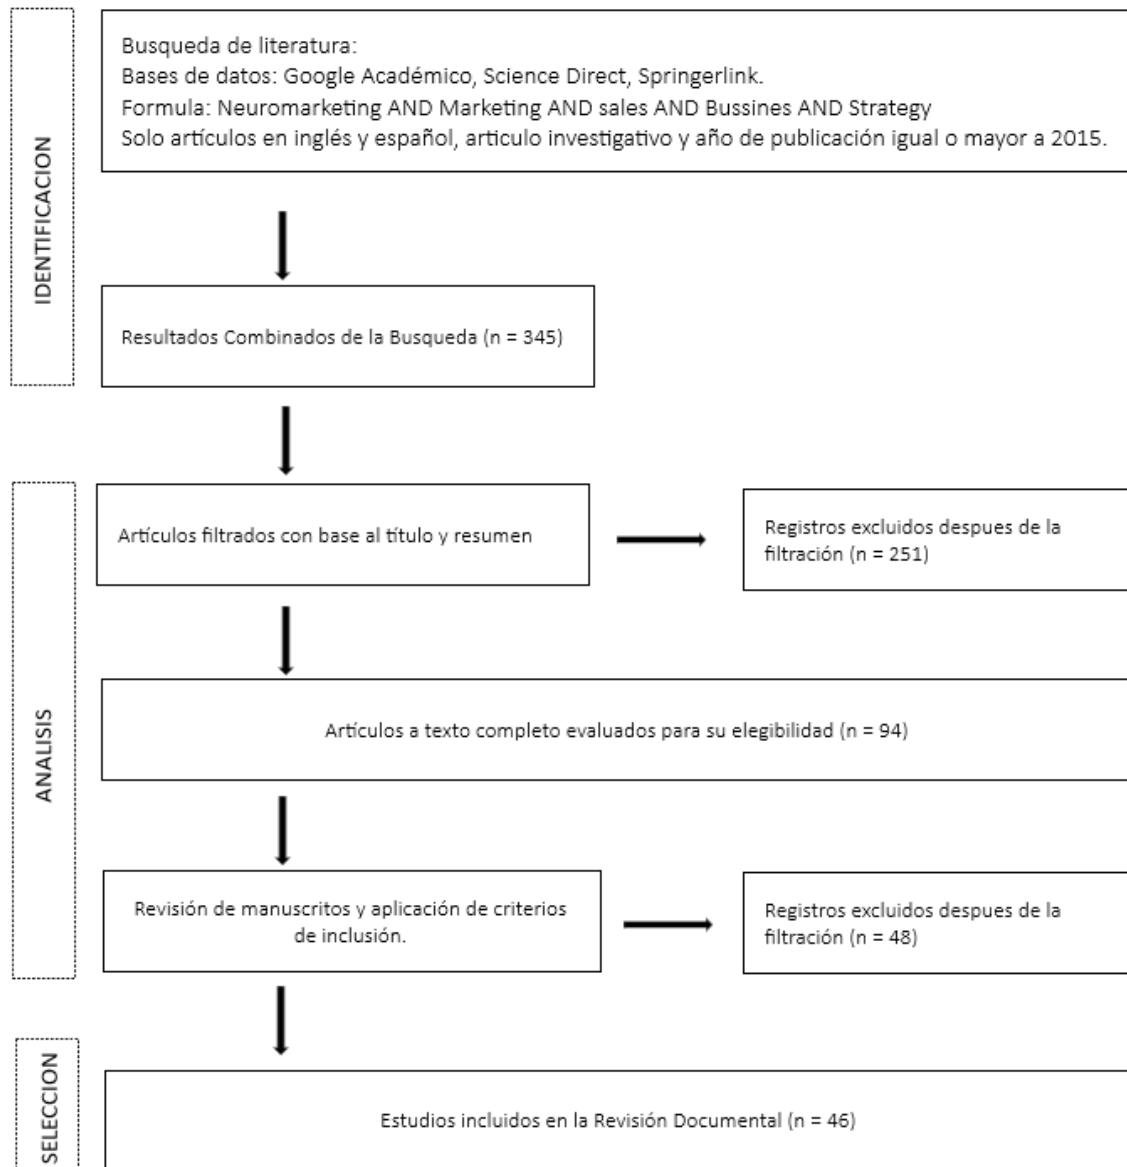 IDENTIFICACION
Busqueda de literatura:
Bases de datos: Google Académico, Science Direct, Springerlink.
Formula: Neuromarketing AND Marketing AND sales AND Bussines AND Strategy
Solo artículos en inglés y español, articulo investigativo y año de publicación igual o mayor a 2015.
Resultados Combinados de la Busqueda (n = 345)
ANALISIS
Artículos filtrados con base al título y resumen
Registros excluidos despues de la
filtración (n = 251)
Artículos a texto completo evaluados para su elegibilidad (n = 94)
Revisión de manuscritos y aplicación de criterios
de inclusión.
Registros excluidos despues de la
filtración (n = 48)
SELECCION
Estudios incluidos en la Revisión Documental (n = 46)